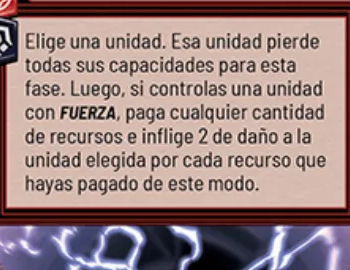 Elige una unidad. Esa unidad pierde
todas sus capacidades para esta
fase. Luego, si controlas una unidad
con FUERZA, paga cualquier cantidad
de recursos e inflige 2 de daño a la
unidad elegida por cada recurso que
hayas pagado de este modo.